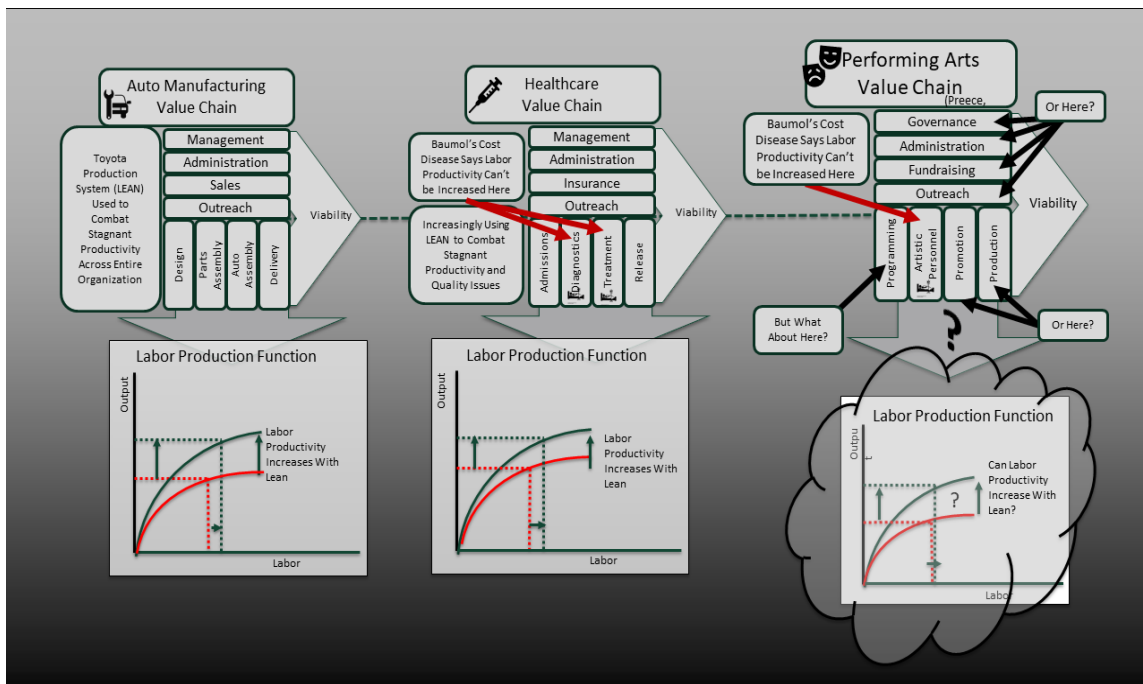 Auto Manufacturing
Value Chain
Toyota
Production
System (LEAN)
Used to
Combat
Stagnant
Productivity
Across Entire
Organization
Management
Administration
Sales
Outreach
Design
Parts
Assembly
Auto
Assembly
Delivery
Viability
Labor Production Function
Output
Labor
Productivity
Increases With
Lean
Labor
Healthcare
Value Chain
Baumol's Cost
Disease Says Labor
Productivity Can't
be Increased Here
Increasingly Using
LEAN to Combat
Stagnant
Productivity and
Quality Issues
Management
Administration
Insurance
Outreach
Admissions
Diagnostics
Treatment
Release
Viability
Labor Production Function
Output
Labor
Productivity
Increases With
Lean
Labor
Performing Arts
Value Chain
(Preece,
Baumol's Cost
Disease Says Labor
Productivity Can't
be Increased Here
Governance
Administration
Fundraising
Outreach
Programming
Artistic
Personnel
Promotion
Production
Viability
Or Here?
But What
About Here?
Or Here?
?
Labor Production Function
Outpu
t
?
Can Labor
Productivity
Increase With
Lean?
Labor